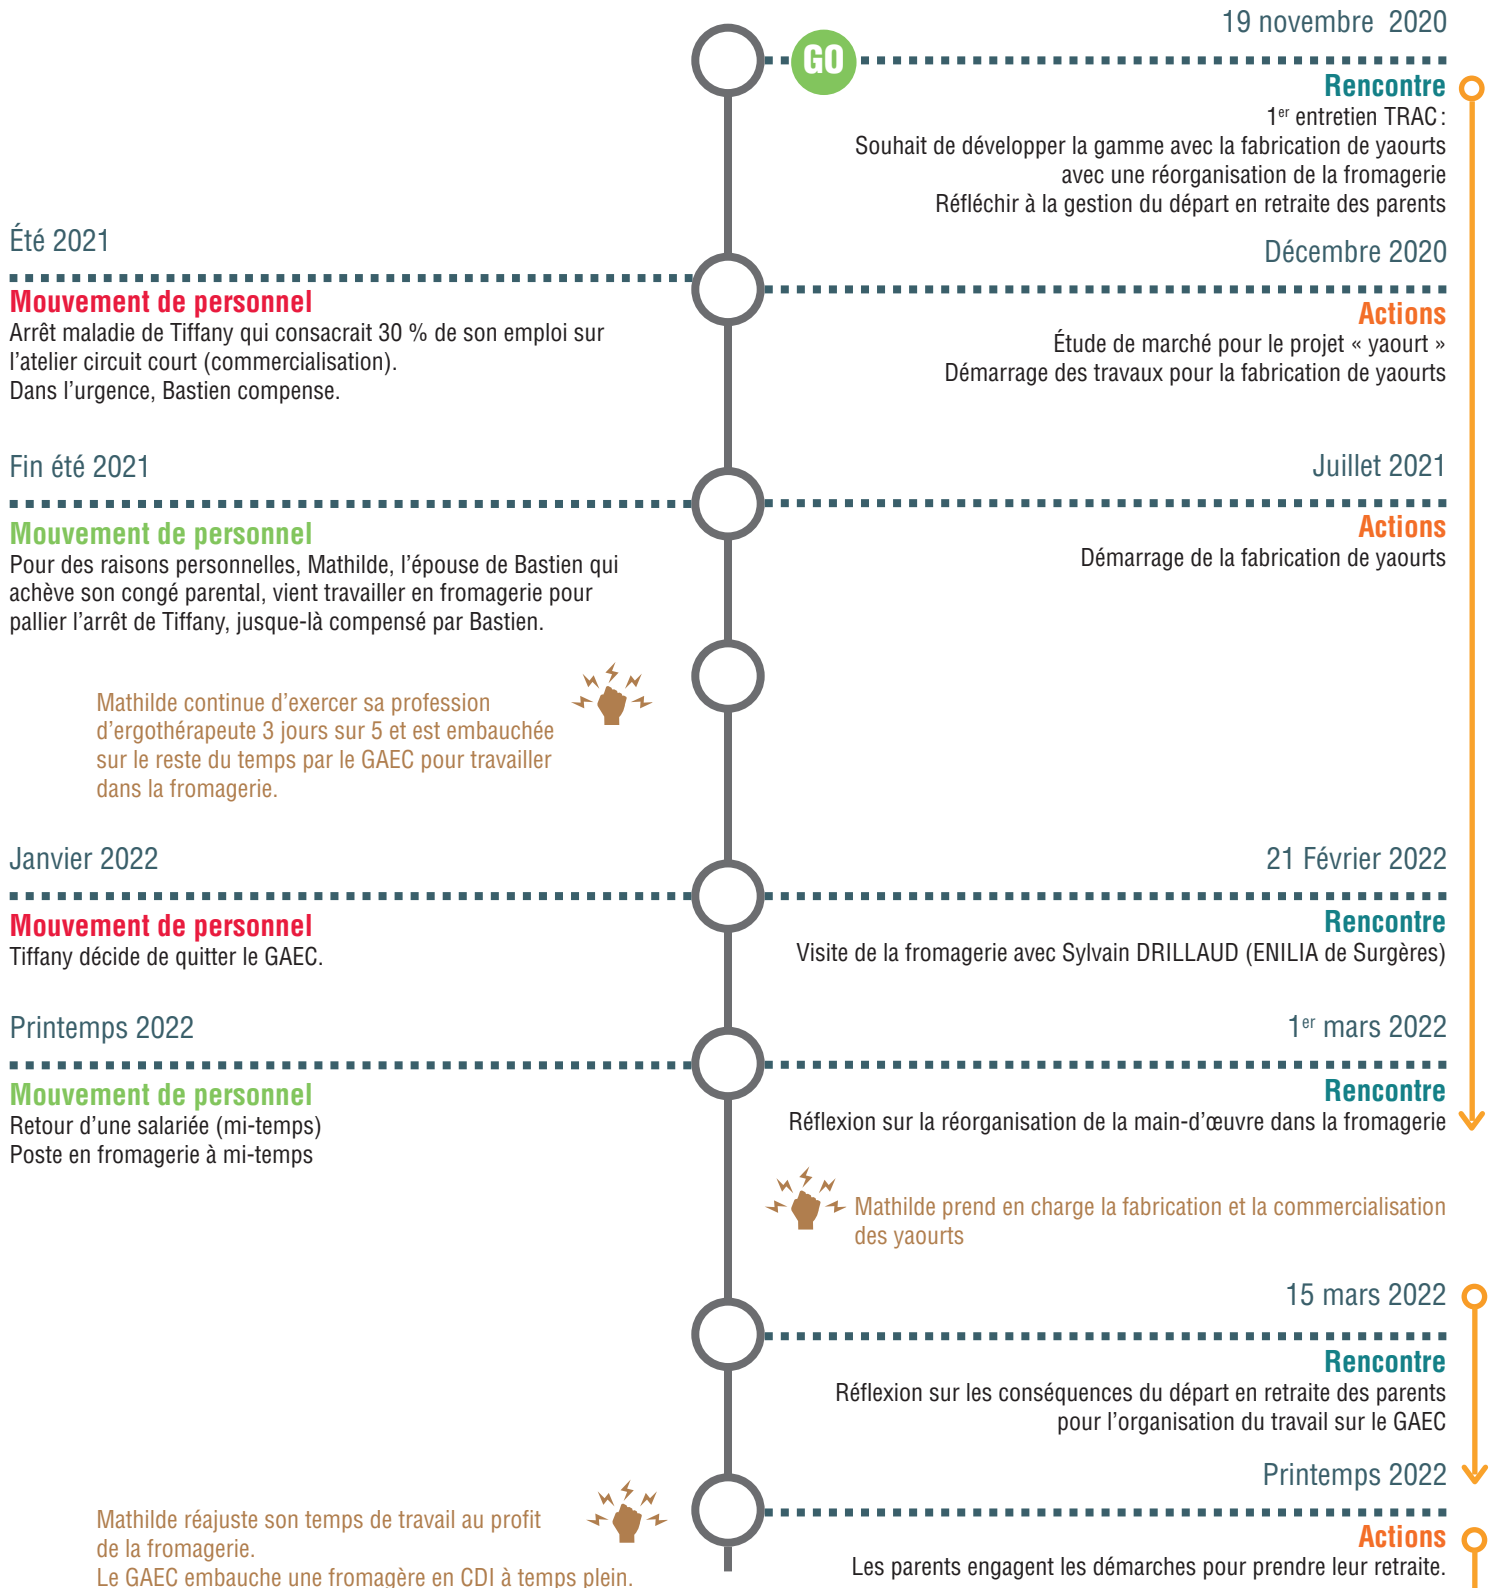 19 novembre 2020
GO
Rencontre
1er entretien TRAC :
Souhait de développer la gamme avec la fabrication de yaourts
avec une réorganisation de la fromagerie
Réfléchir à la gestion du départ en retraite des parents
Été 2021
Mouvement de personnel
Arrêt maladie de Tiffany qui consacrait 30 % de son emploi sur
l’atelier circuit court (commercialisation).
Dans l’urgence, Bastien compense.
Décembre 2020
Actions
Étude de marché pour le projet « yaourt »
Démarrage des travaux pour la fabrication de yaourts
Fin été 2021
Mouvement de personnel
Pour des raisons personnelles, Mathilde, l’épouse de Bastien qui
achève son congé parental, vient travailler en fromagerie pour
pallier l’arrêt de Tiffany, jusque-là compensé par Bastien.
Juillet 2021
Actions
Démarrage de la fabrication de yaourts
Mathilde continue d’exercer sa profession
d’ergothérapeute 3 jours sur 5 et est embauchée
sur le reste du temps par le GAEC pour travailler
dans la fromagerie.
Janvier 2022
Mouvement de personnel
Tiffany décide de quitter le GAEC.
21 Février 2022
Rencontre
Visite de la fromagerie avec Sylvain DRILLAUD (ENILIA de Surgères)
Printemps 2022
Mouvement de personnel
Retour d’une salariée (mi-temps)
Poste en fromagerie à mi-temps
1er mars 2022
Rencontre
Réflexion sur la réorganisation de la main-d’œuvre dans la fromagerie
Mathilde prend en charge la fabrication et la commercialisation
des yaourts
15 mars 2022
Rencontre
Réflexion sur les conséquences du départ en retraite des parents
pour l’organisation du travail sur le GAEC
Printemps 2022
Actions
Les parents engagent les démarches pour prendre leur retraite.
Mathilde réajuste son temps de travail au profit
de la fromagerie.
Le GAEC embauche une fromagère en CDI à temps plein.